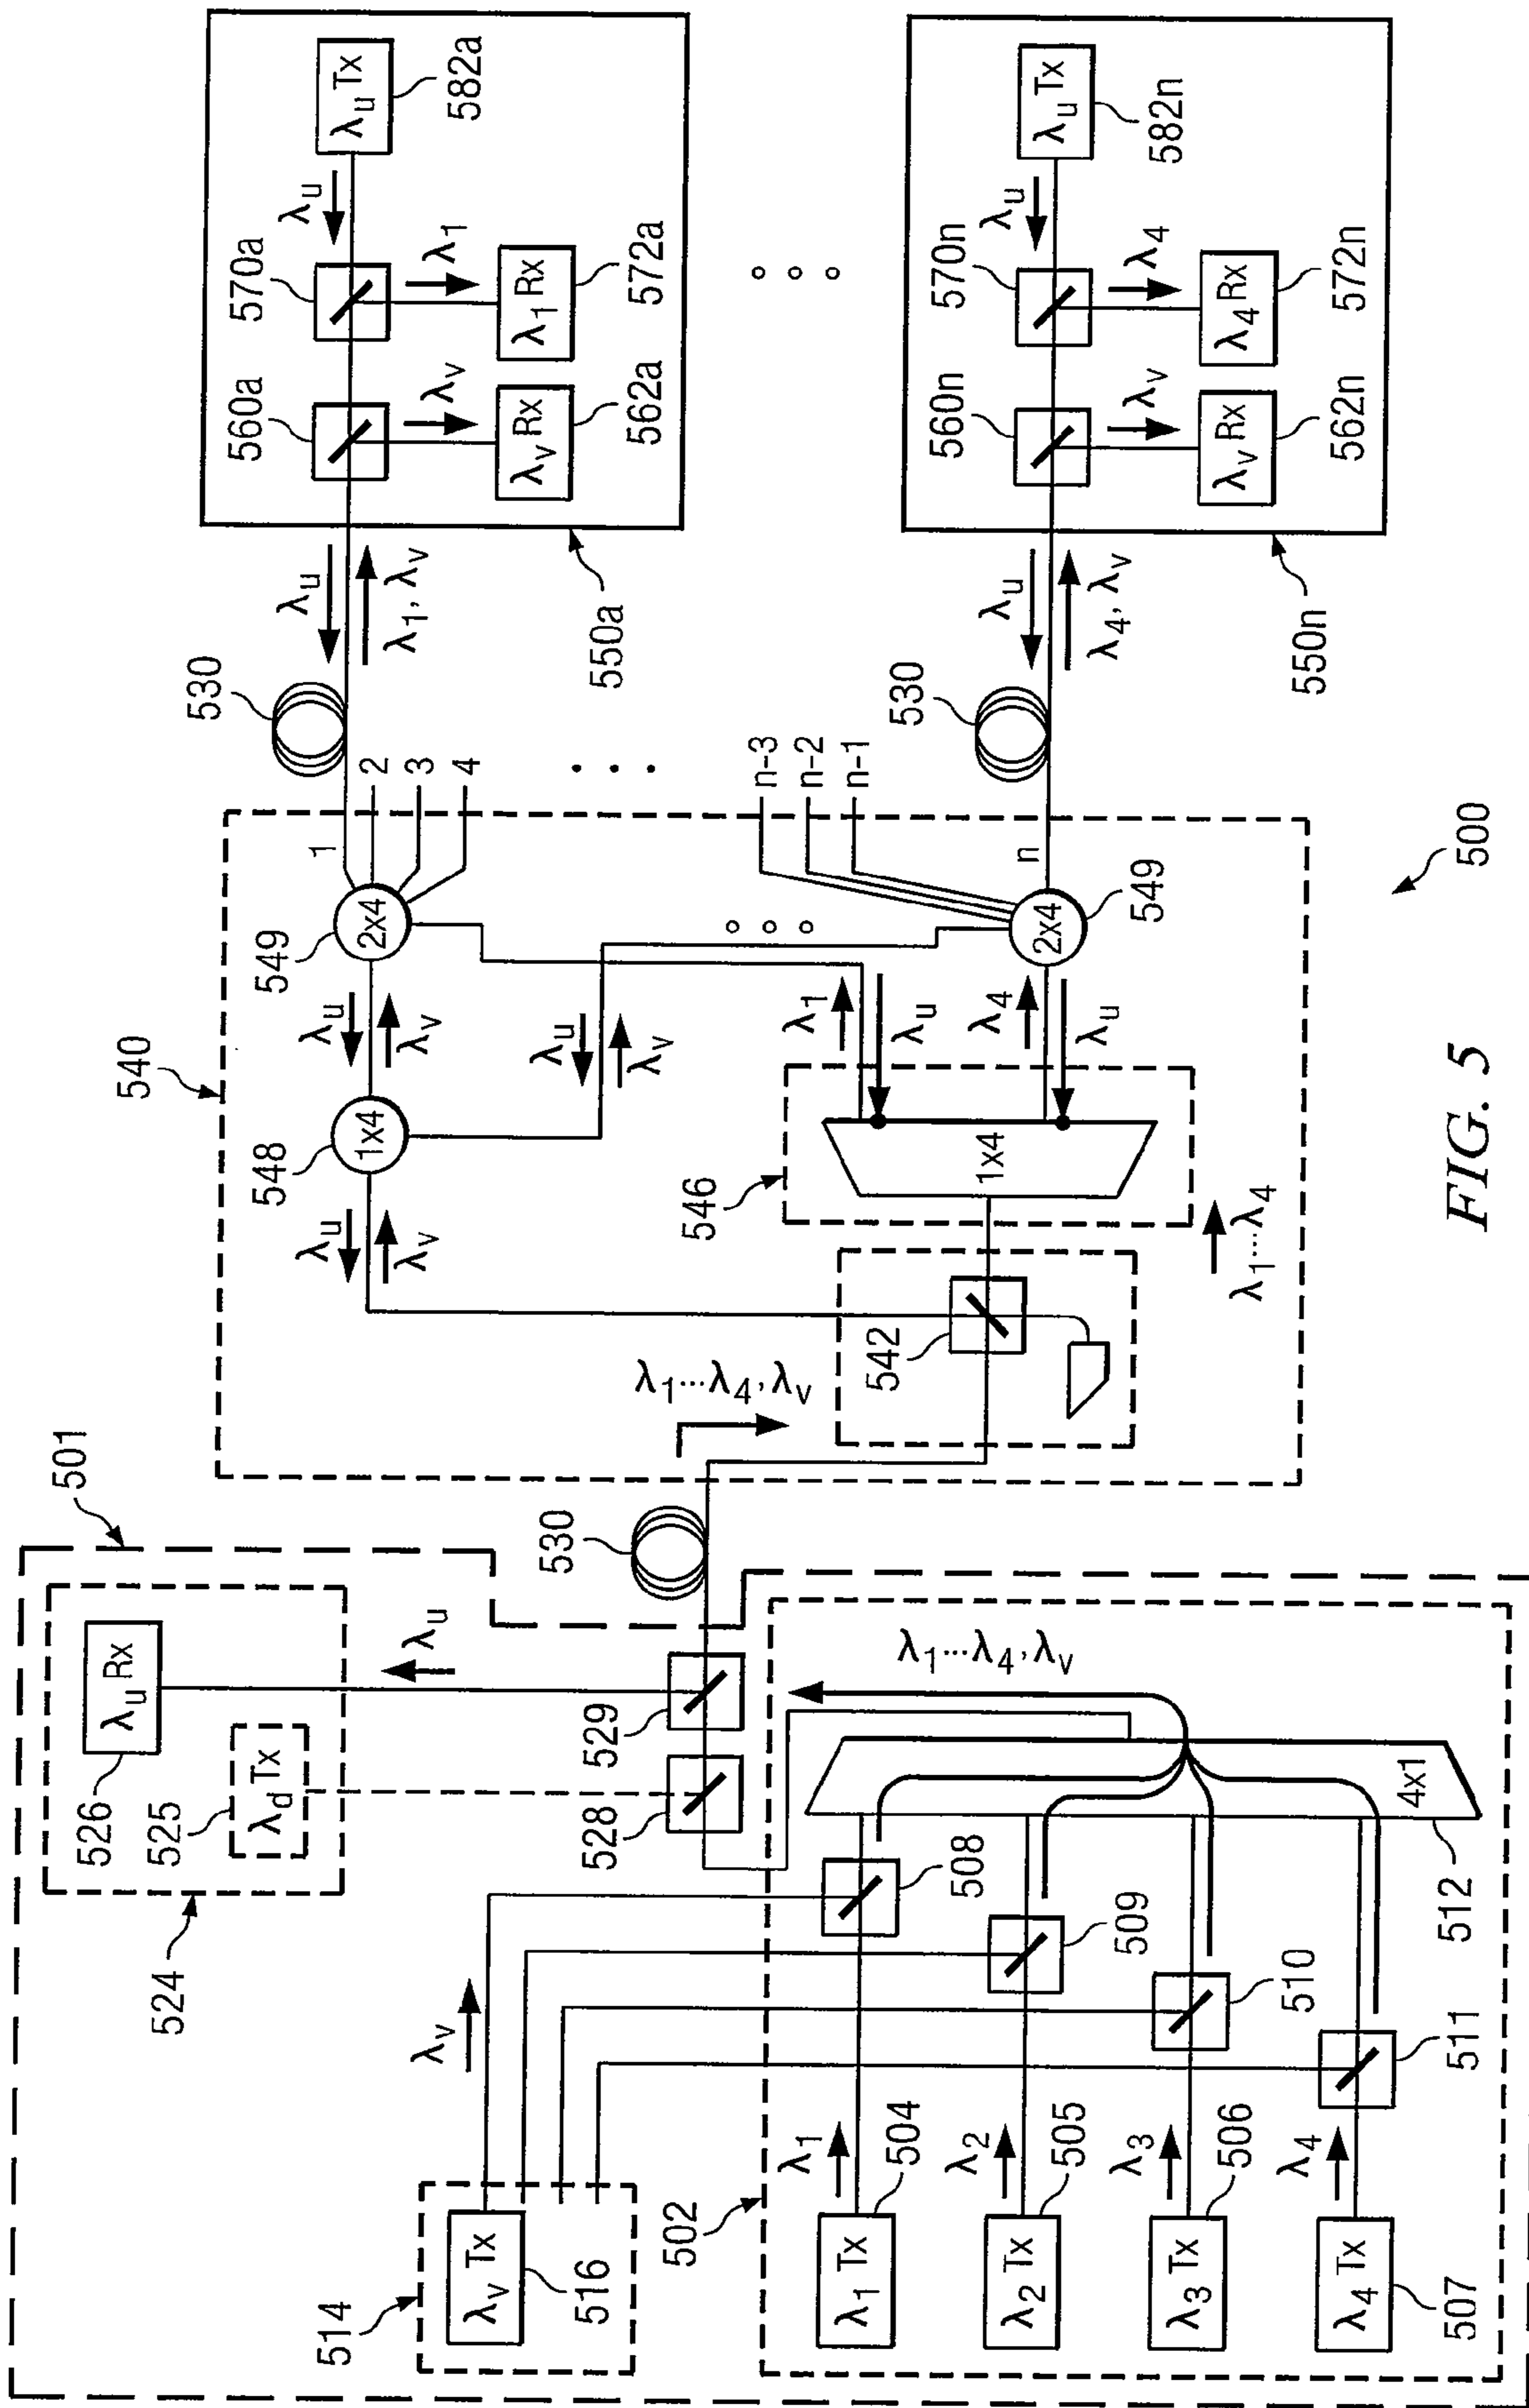 501
524
526
λu Rx
525
λd Tx
λu
529
528
530
514
λv Tx
516
λv
502
λ1 Tx
504
λ1
λ2 Tx
505
λ2
λ3 Tx
506
λ3
λ4 Tx
507
λ4
508
509
510
511
512
4x1
λ1...λ4, λv
λ1...λ4, λv
540
542
λu
λv
548
1x4
λu
λv
λu
λv
549
2x4
1
2
3
4
546
1x4
λ1
λu
λ4
λu
λ1...λ4
549
2x4
n-3
n-2
n-1
n
530
λu
λ1, λv
550a
560a
570a
λu
λu Tx
582a
λv
λ1
λv Rx
562a
λ1 Rx
572a
530
λu
λ4, λv
550n
560n
570n
λu
λu Tx
582n
λv
λ4
λv Rx
562n
λ4 Rx
572n
500
FIG. 5